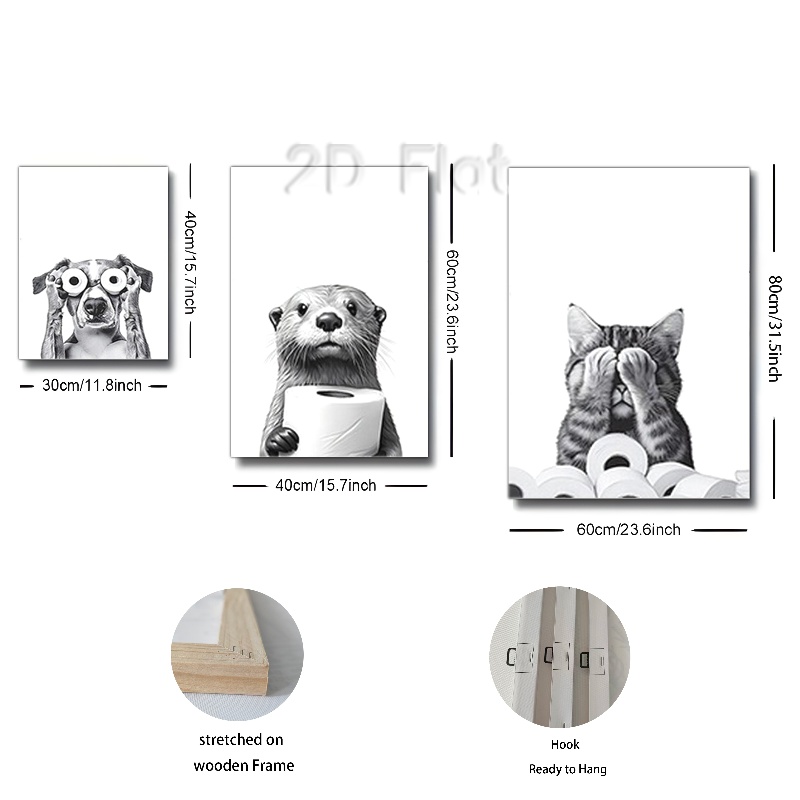 2D Flat
40cm/15.7inch
30cm/11.8inch
60cm/23.6inch
40cm/15.7inch
80cm/31.5inch
60cm/23.6inch
stretched on
wooden Frame
Hook
Ready to Hang